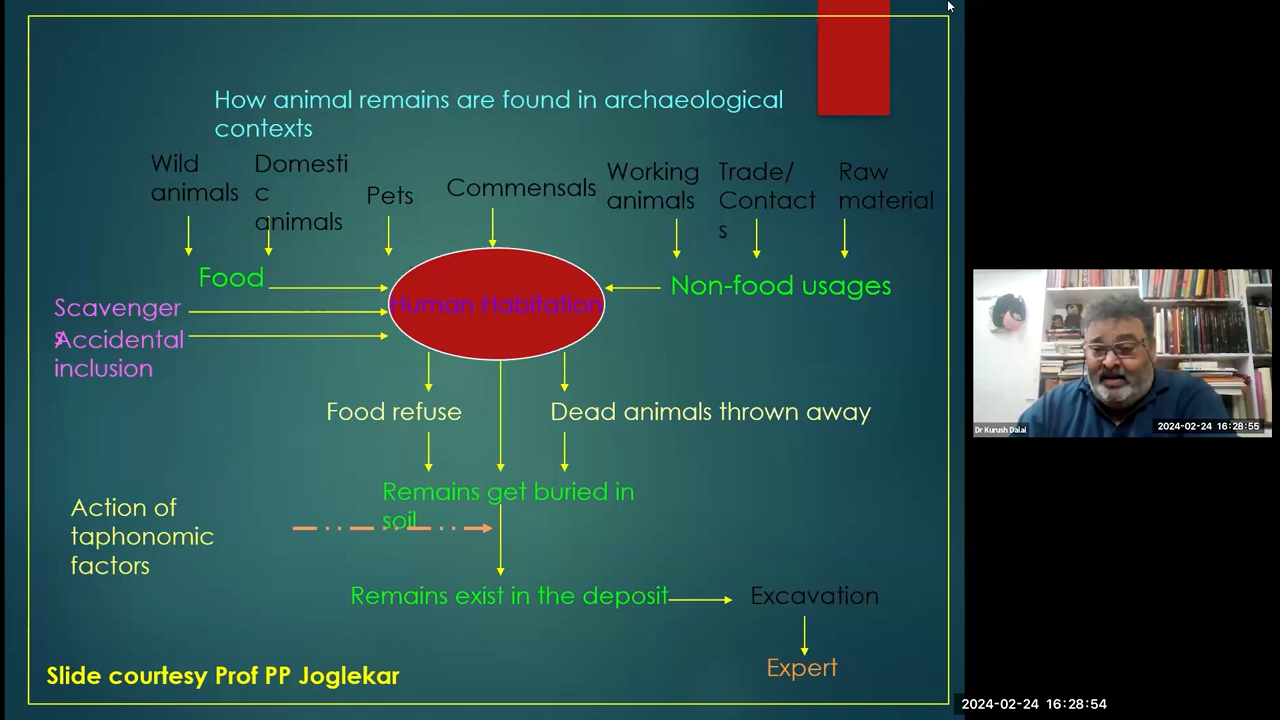 How animal remains are found in archaeological
contexts
Wild
animals
Domesti
c
animals
Pets
Commensals
Working
animals
Trade/
Contact
s
Raw
material
Food
Human Habitation
Non-food usages
Scavenger
s
Accidental
inclusion
Food refuse
Dead animals thrown away
Remains get buried in
soil
Action of
taphonomic
factors
Remains exist in the deposit
Excavation
Expert
Slide courtesy Prof PP Joglekar
Dr Kurush Dalal
2024-02-24 16:28:55
2024-02-24 16:28:54